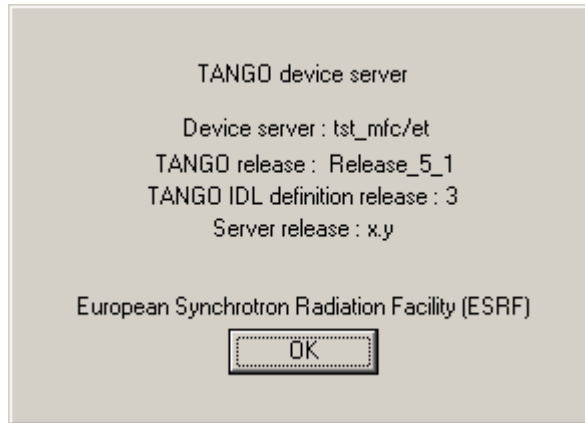 TANGO device server
Device server : tst_mfc/et
TANGO release :  Release_5_1
TANGO IDL definition release : 3
Server release : x.y
European Synchrotron Radiation Facility (ESRF)
OK